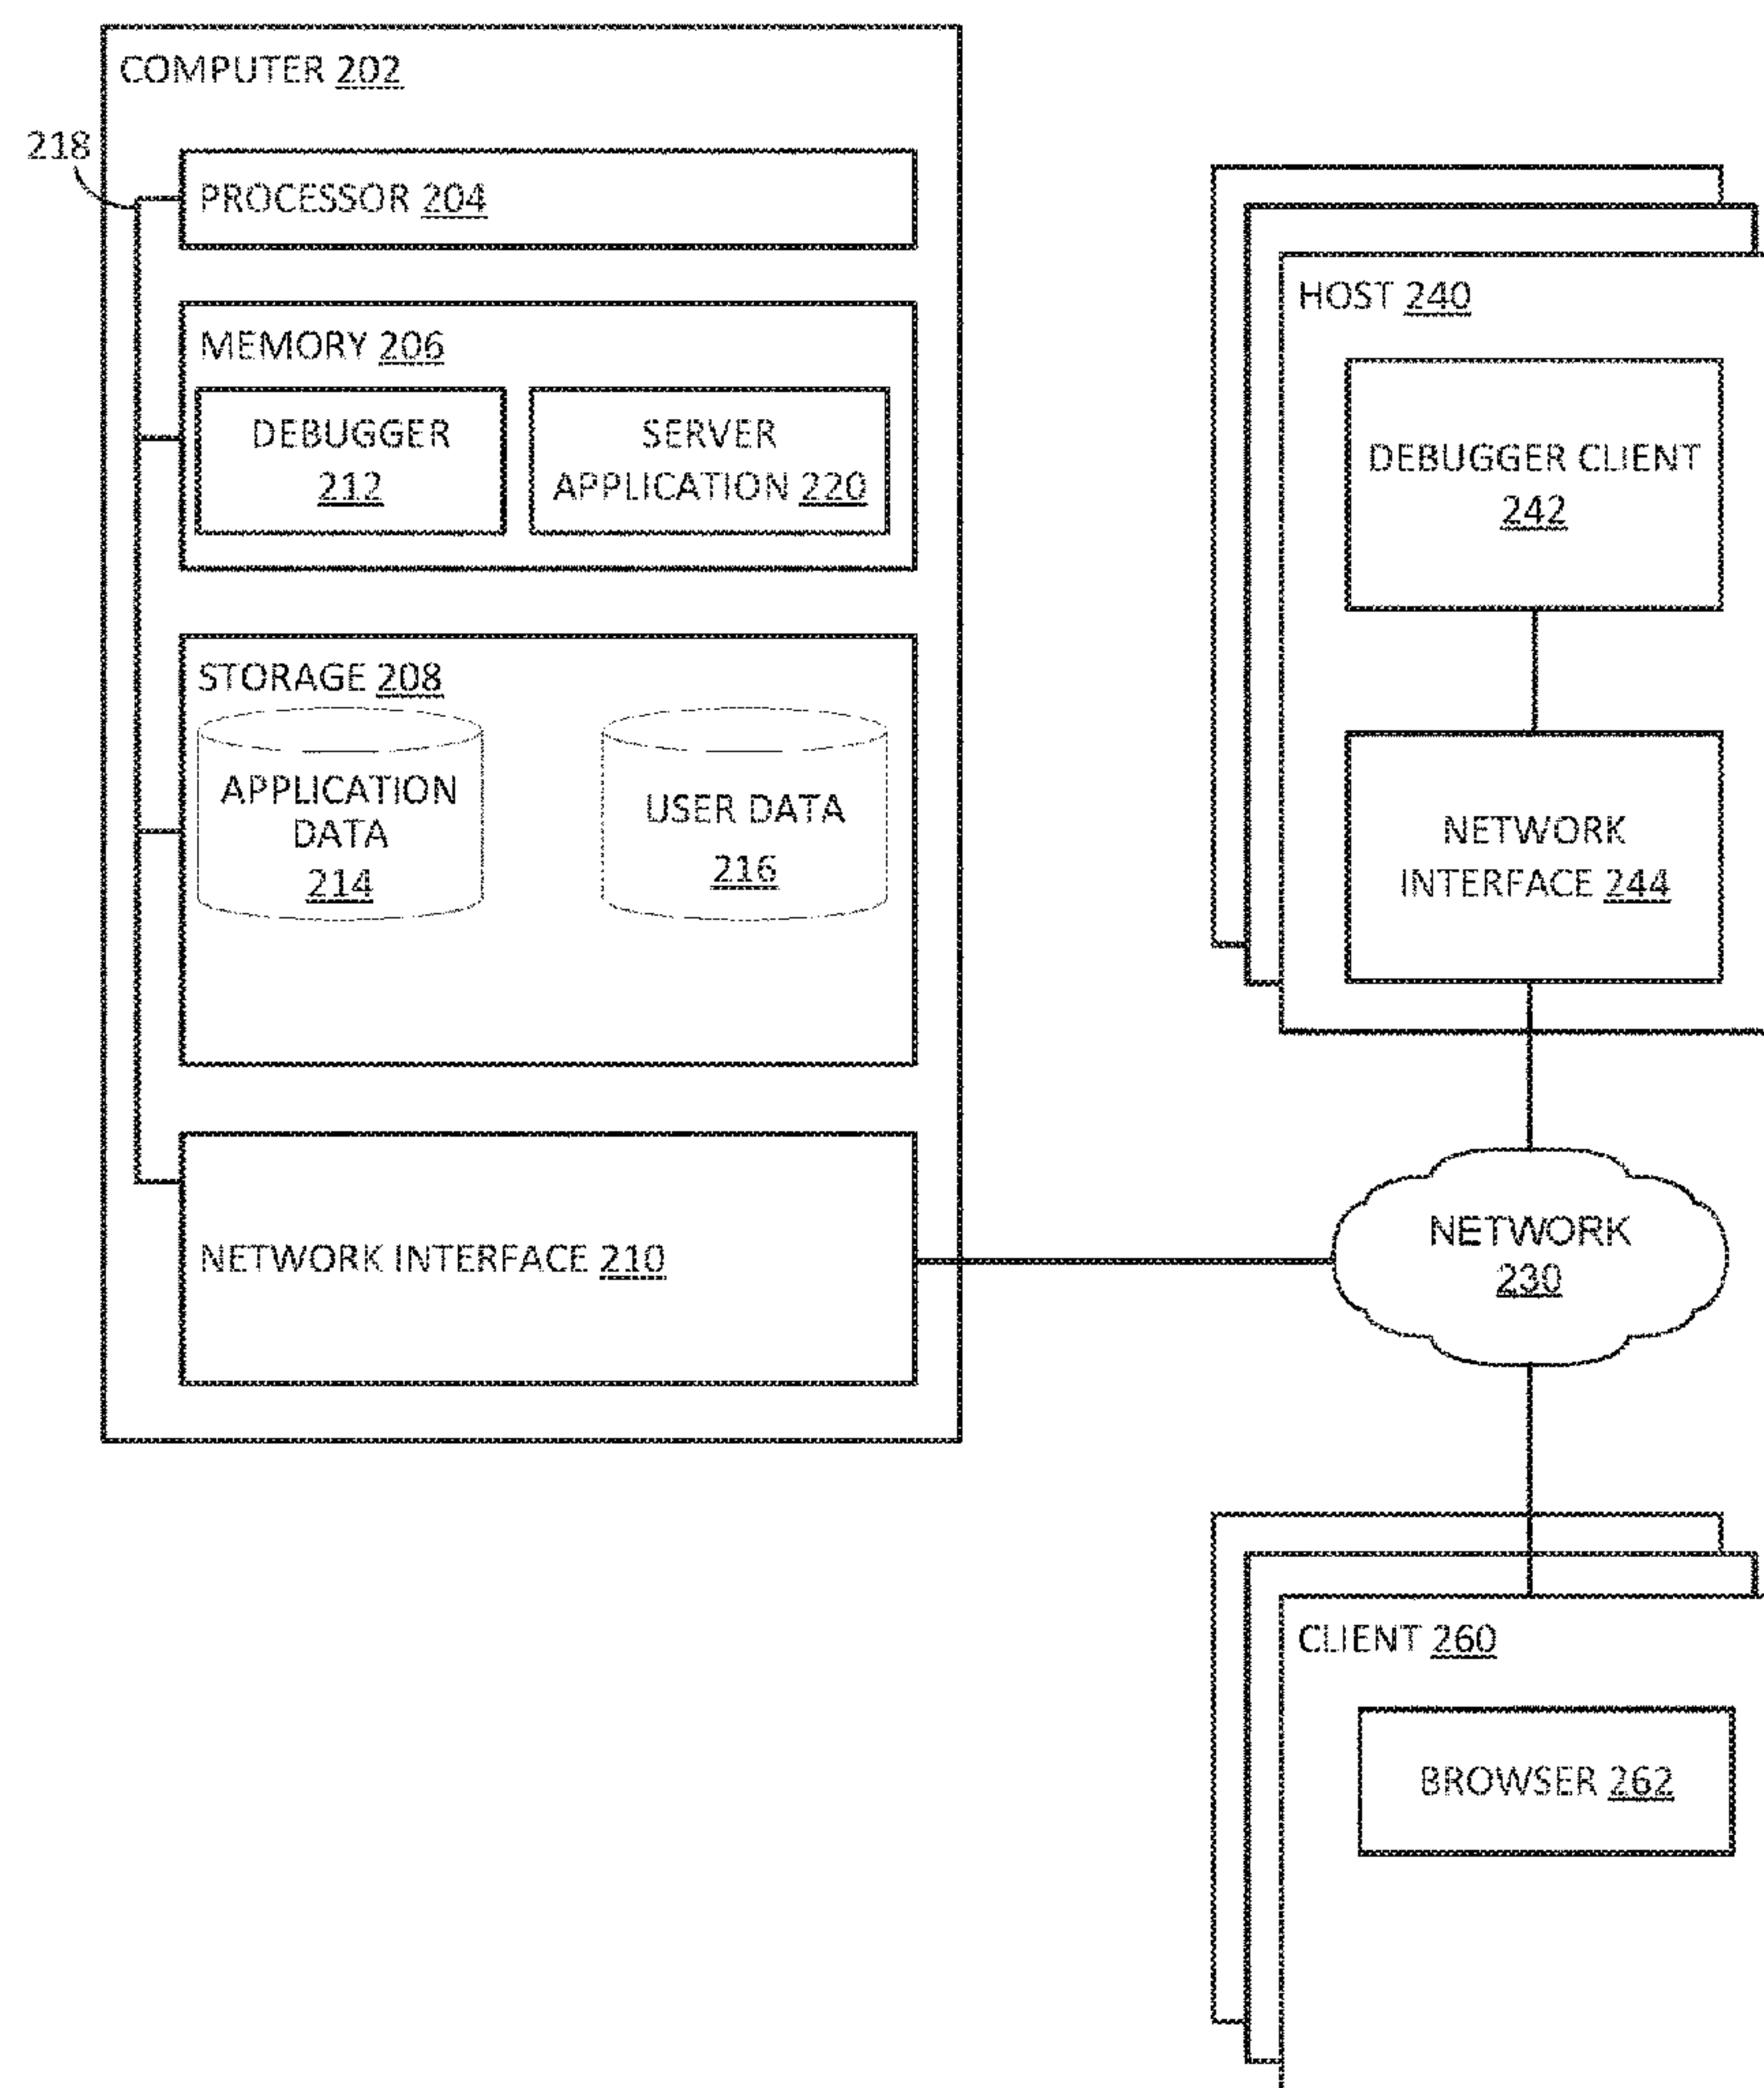 COMPUTER 202
218
PROCESSOR 204
MEMORY 206
DEBUGGER
212
SERVER
APPLICATION 220
STORAGE 208
APPLICATION
DATA
214
USER DATA
216
NETWORK INTERFACE 210
HOST 240
DEBUGGER CLIENT
242
NETWORK
INTERFACE 244
NETWORK
230
CLIENT 260
BROWSER 262